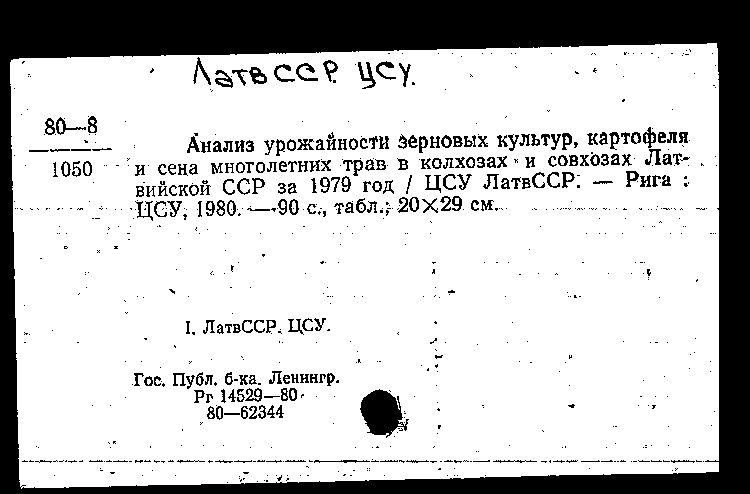 ЛатвССР. ЦСУ.
80—8
1050
Анализ урожайности зерновых культур, картофеля
и сена многолетних трав в колхозах и совхозах Лат-
вийской ССР за 1979 год / ЦСУ ЛатвССР. — Рига :
ЦСУ, 1980. — 90 с., табл.; 20×29 см.
I. ЛатвССР. ЦСУ.
Гос. Публ. б-ка. Ленингр.
Рг 14529—80
80—62344